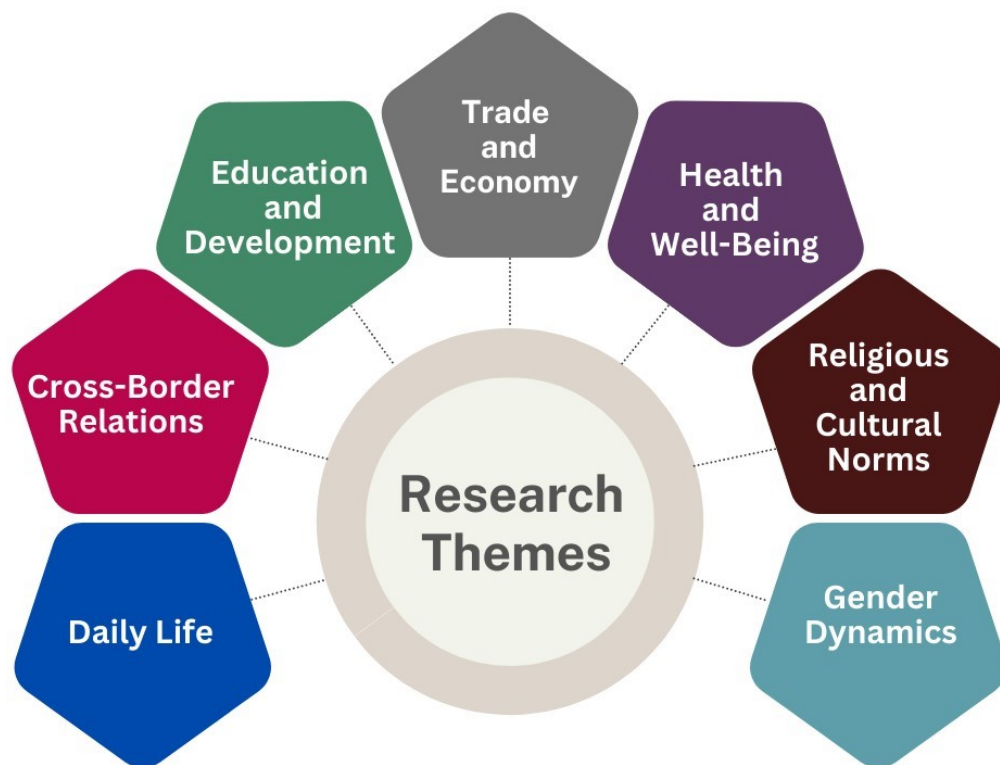 Trade
and
Economy
Education
and
Development
Health
and
Well-Being
Cross-Border
Relations
Religious
and
Cultural
Norms
Research
Themes
Daily Life
Gender
Dynamics